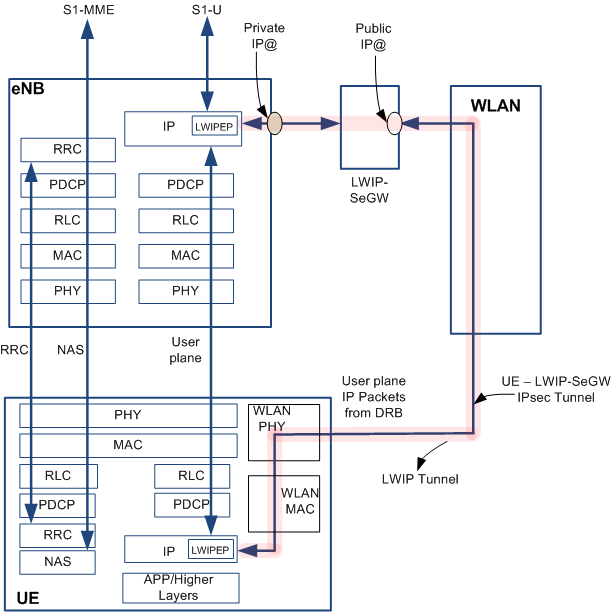 S1-MME
S1-U
Private
IP@
Public
IP@
eNB
IP
LWIPEP
RRC
PDCP
RLC
MAC
PHY
PDCP
RLC
MAC
PHY
LWIP-
SeGW
WLAN
RRC
NAS
User
plane
User plane
IP Packets
from DRB
UE – LWIP-SeGW
IPsec Tunnel
LWIP Tunnel
PHY
MAC
RLC
PDCP
RRC
NAS
RLC
PDCP
IP
LWIPEP
WLAN
PHY
WLAN
MAC
APP/Higher
Layers
UE